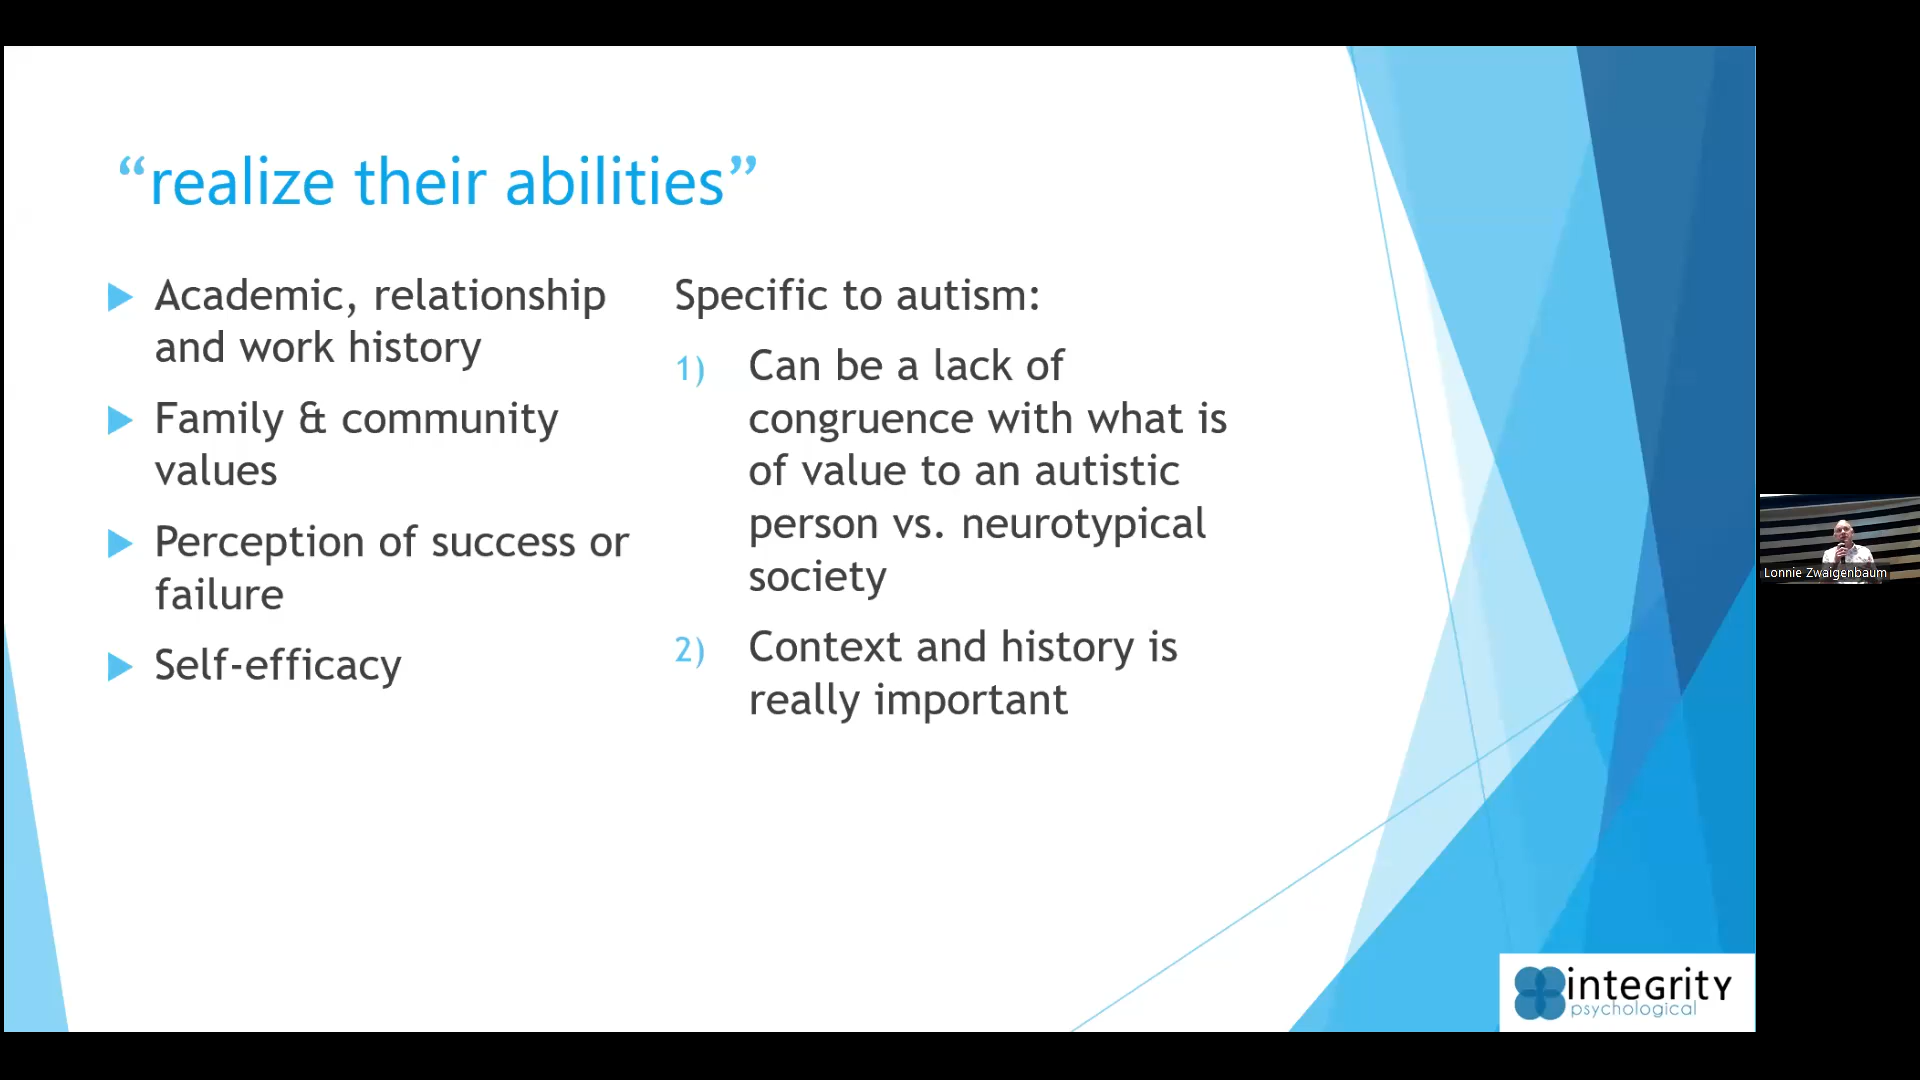 “realize their abilities”
Academic, relationship
and work history
Family & community
values
Perception of success or
failure
Self-efficacy
Specific to autism:
1) Can be a lack of
congruence with what is
of value to an autistic
person vs. neurotypical
society
2) Context and history is
really important
Lonnie Zwaigenbaum
integrity
psychological